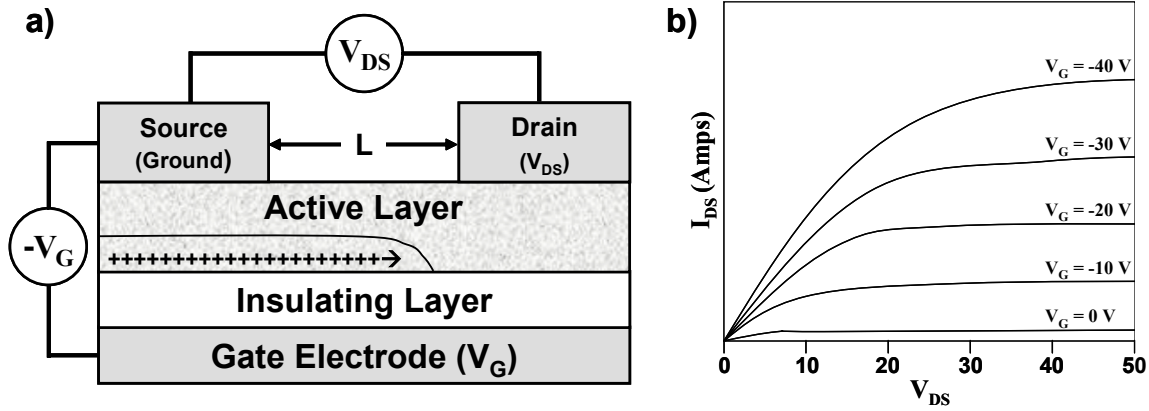 a)
V_DS
Source
(Ground)
L
Drain
(V_DS)
Active Layer
-V_G
+++++++++++++++++++
Insulating Layer
Gate Electrode (V_G)
b)
I_DS (Amps)
V_G = -40 V
V_G = -30 V
V_G = -20 V
V_G = -10 V
V_G = 0 V
0 10 20 30 40 50
V_DS